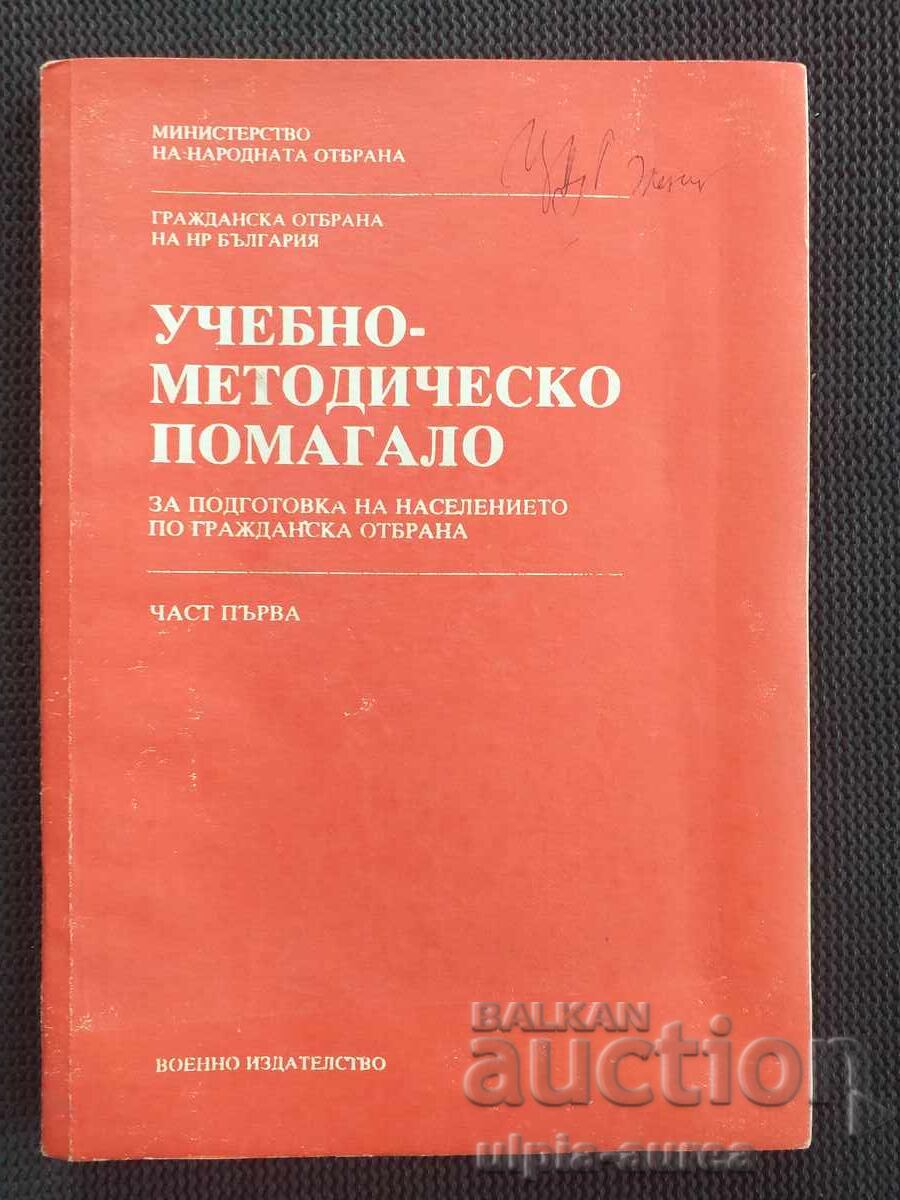 МИНИСТЕРСТВО
НА НАРОДНАТА ОТБРАНА
ГРАЖДАНСКА ОТБРАНА
НА НР БЪЛГАРИЯ
УЧЕБНО-
МЕТОДИЧЕСКО
ПОМАГАЛО
ЗА ПОДГОТОВКА НА НАСЕЛЕНИЕТО
ПО ГРАЖДАНСКА ОТБРАНА
ЧАСТ ПЪРВА
ВОЕННО ИЗДАТЕЛСТВО
BALKAN
auction
ulpia-aurea